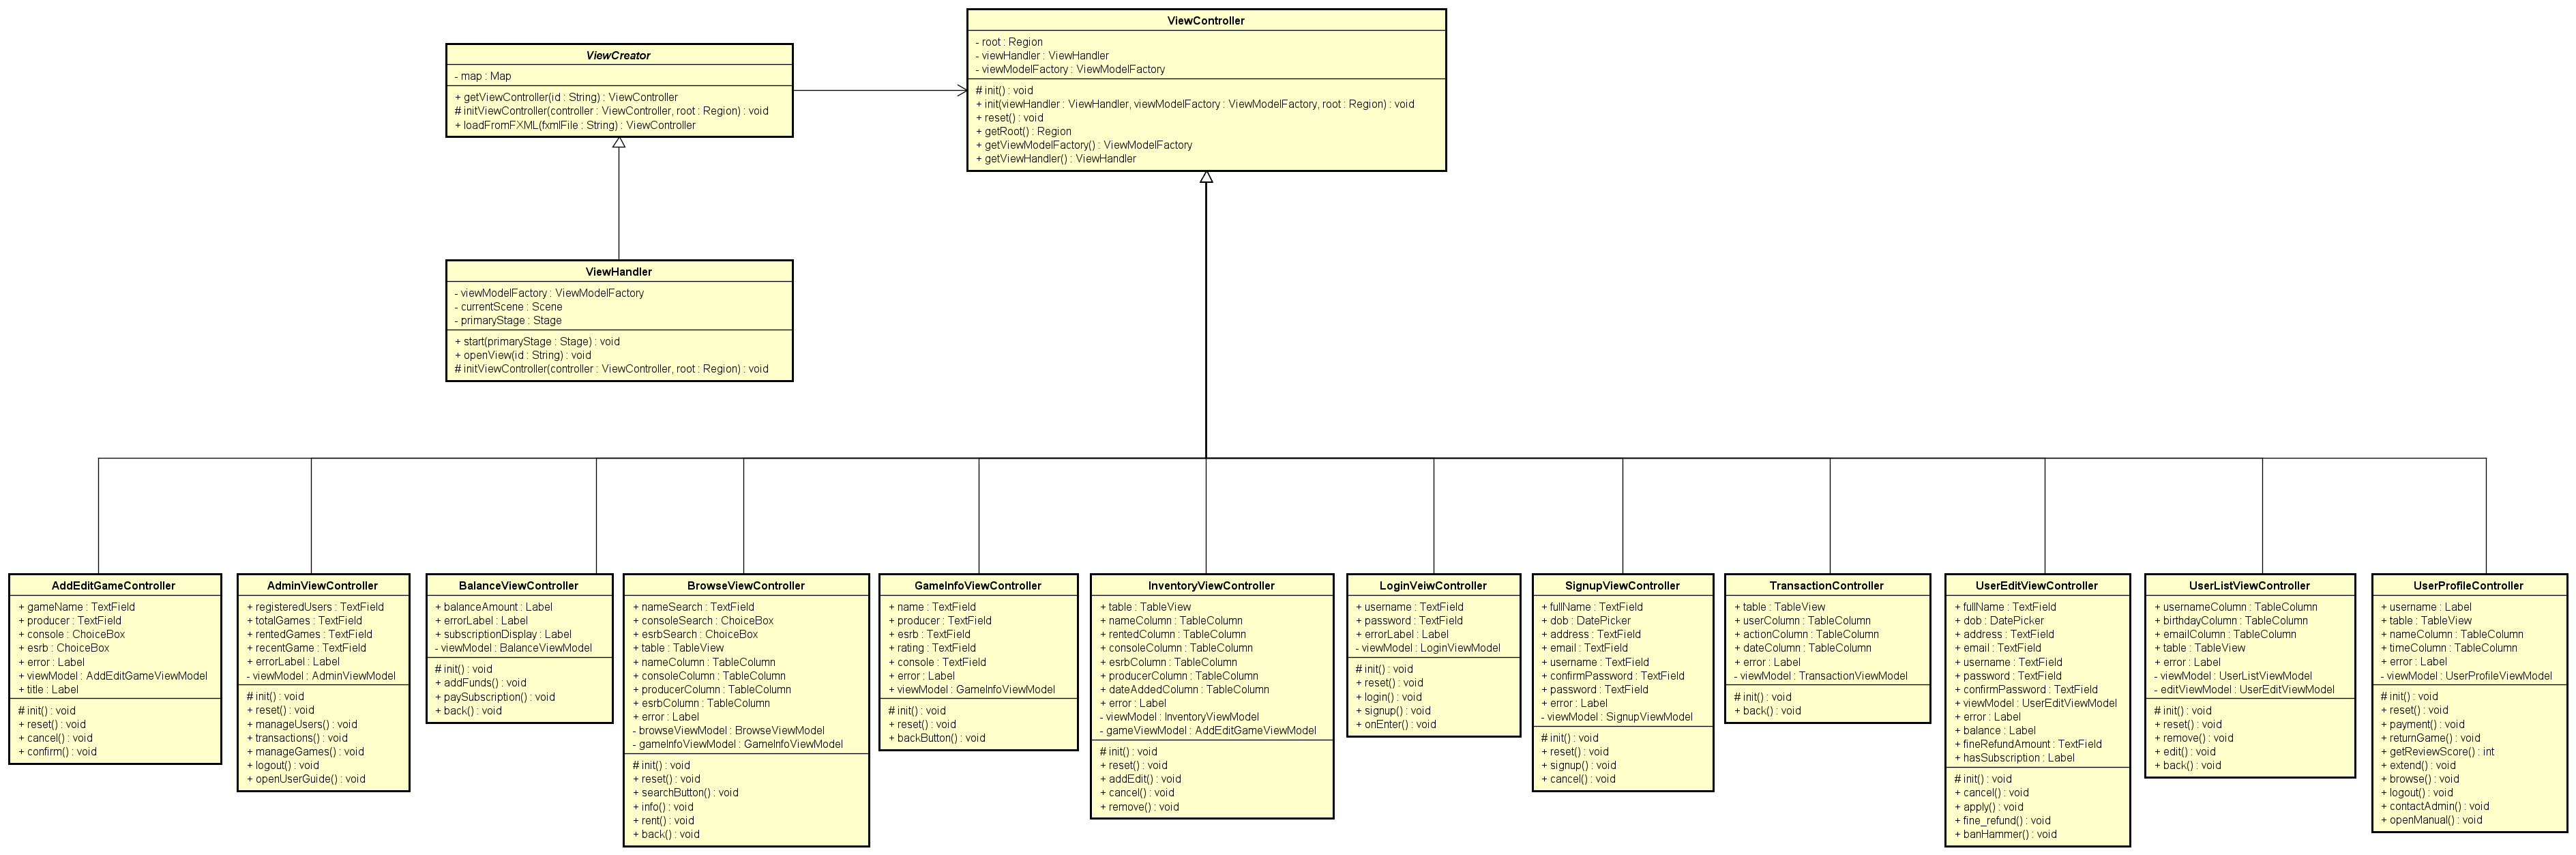 ViewCreator
- map : Map
+ getViewController(id : String) : ViewController
# initViewController(controller : ViewController, root : Region) : void
+ loadFromFXML(fxmlFile : String) : ViewController
ViewController
- root : Region
- viewHandler : ViewHandler
- viewModelFactory : ViewModelFactory
# init() : void
+ init(viewHandler : ViewHandler, viewModelFactory : ViewModelFactory, root : Region) : void
+ reset() : void
+ getRoot() : Region
+ getViewModelFactory() : ViewModelFactory
+ getViewHandler() : ViewHandler
ViewHandler
- viewModelFactory : ViewModelFactory
- currentScene : Scene
- primaryStage : Stage
+ start(primaryStage : Stage) : void
+ openView(id : String) : void
# initViewController(controller : ViewController, root : Region) : void
AddEditGameController
+ gameName : TextField
+ producer : TextField
+ console : ChoiceBox
+ esrb : ChoiceBox
+ error : Label
+ viewModel : AddEditGameViewModel
+ title : Label
# init() : void
+ reset() : void
+ cancel() : void
+ confirm() : void
AdminViewController
+ registeredUsers : TextField
+ totalGames : TextField
+ rentedGames : TextField
+ recentGame : TextField
+ errorLabel : Label
- viewModel : AdminViewModel
# init() : void
+ reset() : void
+ manageUsers() : void
+ transactions() : void
+ manageGames() : void
+ logout() : void
+ openUserGuide() : void
BalanceViewController
+ balanceAmount : Label
+ errorLabel : Label
+ subscriptionDisplay : Label
- viewModel : BalanceViewModel
# init() : void
+ addFunds() : void
+ paySubscription() : void
+ back() : void
BrowseViewController
+ nameSearch : TextField
+ consoleSearch : ChoiceBox
+ esrbSearch : ChoiceBox
+ table : TableView
+ nameColumn : TableColumn
+ consoleColumn : TableColumn
+ producerColumn : TableColumn
+ esrbColumn : TableColumn
+ error : Label
- browseViewModel : BrowseViewModel
- gameInfoViewModel : GameInfoViewModel
# init() : void
+ reset() : void
+ searchButton() : void
+ info() : void
+ rent() : void
+ back() : void
GameInfoViewController
+ name : TextField
+ producer : TextField
+ esrb : TextField
+ rating : TextField
+ console : TextField
+ error : Label
+ viewModel : GameInfoViewModel
# init() : void
+ reset() : void
+ backButton() : void
InventoryViewController
+ table : TableView
+ nameColumn : TableColumn
+ rentedColumn : TableColumn
+ consoleColumn : TableColumn
+ esrbColumn : TableColumn
+ producerColumn : TableColumn
+ dateAddedColumn : TableColumn
+ error : Label
- viewModel : InventoryViewModel
- gameViewModel : AddEditGameViewModel
# init() : void
+ reset() : void
+ addEdit() : void
+ cancel() : void
+ remove() : void
LoginVeiwController
+ username : TextField
+ password : TextField
+ errorLabel : Label
- viewModel : LoginViewModel
# init() : void
+ reset() : void
+ login() : void
+ signup() : void
+ onEnter() : void
SignupViewController
+ fullName : TextField
+ dob : DatePicker
+ address : TextField
+ email : TextField
+ username : TextField
+ confirmPassword : TextField
+ password : TextField
+ error : Label
- viewModel : SignupViewModel
# init() : void
+ reset() : void
+ signup() : void
+ cancel() : void
TransactionController
+ table : TableView
+ userColumn : TableColumn
+ actionColumn : TableColumn
+ dateColumn : TableColumn
+ error : Label
- viewModel : TransactionViewModel
# init() : void
+ back() : void
UserEditViewController
+ fullName : TextField
+ dob : DatePicker
+ address : TextField
+ email : TextField
+ username : TextField
+ password : TextField
+ confirmPassword : TextField
+ viewModel : UserEditViewModel
+ error : Label
+ balance : Label
+ fineRefundAmount : TextField
+ hasSubscription : Label
# init() : void
+ cancel() : void
+ apply() : void
+ fine_refund() : void
+ banHammer() : void
UserListViewController
+ usernameColumn : TableColumn
+ birthdayColumn : TableColumn
+ emailColumn : TableColumn
+ table : TableView
+ error : Label
- viewModel : UserListViewModel
- editViewModel : UserEditViewModel
# init() : void
+ reset() : void
+ remove() : void
+ edit() : void
+ back() : void
UserProfileController
+ username : Label
+ table : TableView
+ nameColumn : TableColumn
+ timeColumn : TableColumn
+ error : Label
- viewModel : UserProfileViewModel
# init() : void
+ reset() : void
+ payment() : void
+ returnGame() : void
+ getReviewScore() : int
+ extend() : void
+ browse() : void
+ logout() : void
+ contactAdmin() : void
+ openManual() : void